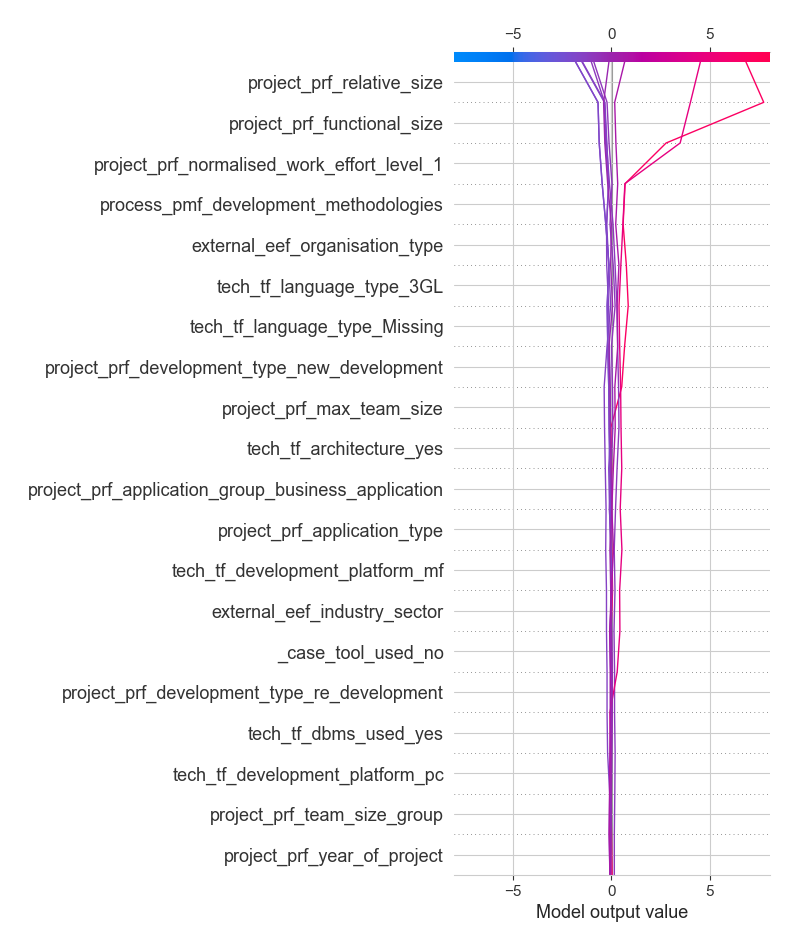 −5 0 5
project_prf_relative_size
project_prf_functional_size
project_prf_normalised_work_effort_level_1
process_pmf_development_methodologies
external_eef_organisation_type
tech_tf_language_type_3GL
tech_tf_language_type_Missing
project_prf_development_type_new_development
project_prf_max_team_size
tech_tf_architecture_yes
project_prf_application_group_business_application
project_prf_application_type
tech_tf_development_platform_mf
external_eef_industry_sector
_case_tool_used_no
project_prf_development_type_re_development
tech_tf_dbms_used_yes
tech_tf_development_platform_pc
project_prf_team_size_group
project_prf_year_of_project
−5 0 5
Model output value